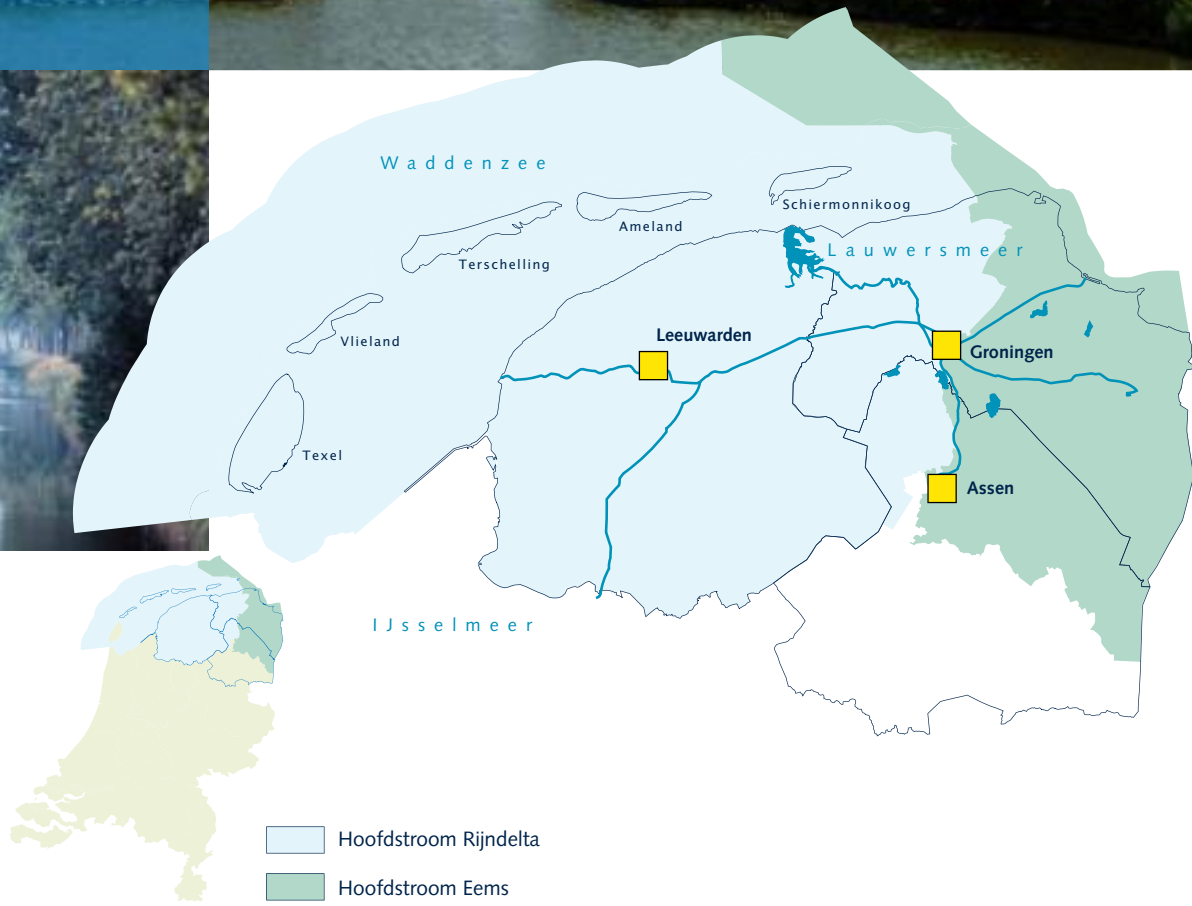 Waddenzee
Schiermonnikoog
Ameland
Lauwersmeer
Terschelling
Leeuwarden
Vlieland
Groningen
Texel
Assen
IJsselmeer
Hoofdstroom Rijndelta
Hoofdstroom Eems